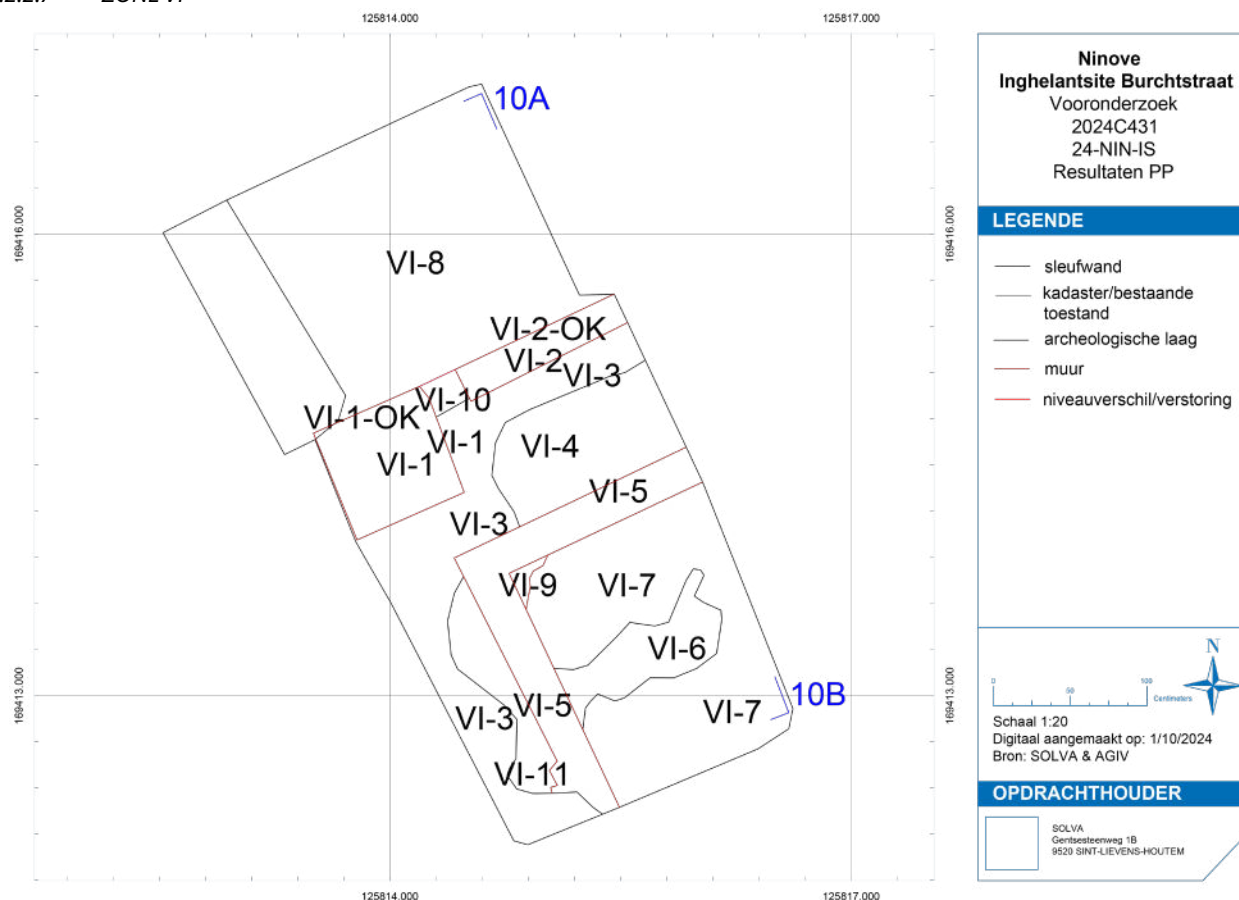 125814.000
125817.000
10A
169416.000
169416.000
VI-8
VI-2-OK
VI-2
VI-3
VI-10
VI-1-OK
VI-1
VI-4
VI-1
VI-5
VI-3
VI-9
VI-7
VI-6
169413.000
169413.000
10B
VI-5
VI-7
VI-3
VI-11
125814.000
125817.000
Ninove
Inghelantsite Burchtstraat
Vooronderzoek
2024C431
24-NIN-IS
Resultaten PP
LEGENDE
sleufwand
kadaster/bestaande
toestand
archeologische laag
muur
niveauverschil/verstoring
N
0 50 100
Centimeters
Schaal 1:20
Digitaal aangemaakt op: 1/10/2024
Bron: SOLVA & AGIV
OPDRACHTHOUDER
SOLVA
Gentsesteenweg 1B
9520 SINT-LIEVENS-HOUTEM